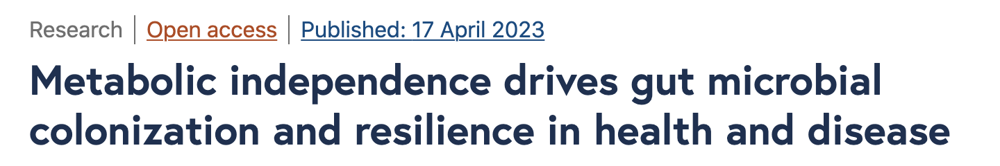 Research | Open access | Published: 17 April 2023
Metabolic independence drives gut microbial
colonization and resilience in health and disease